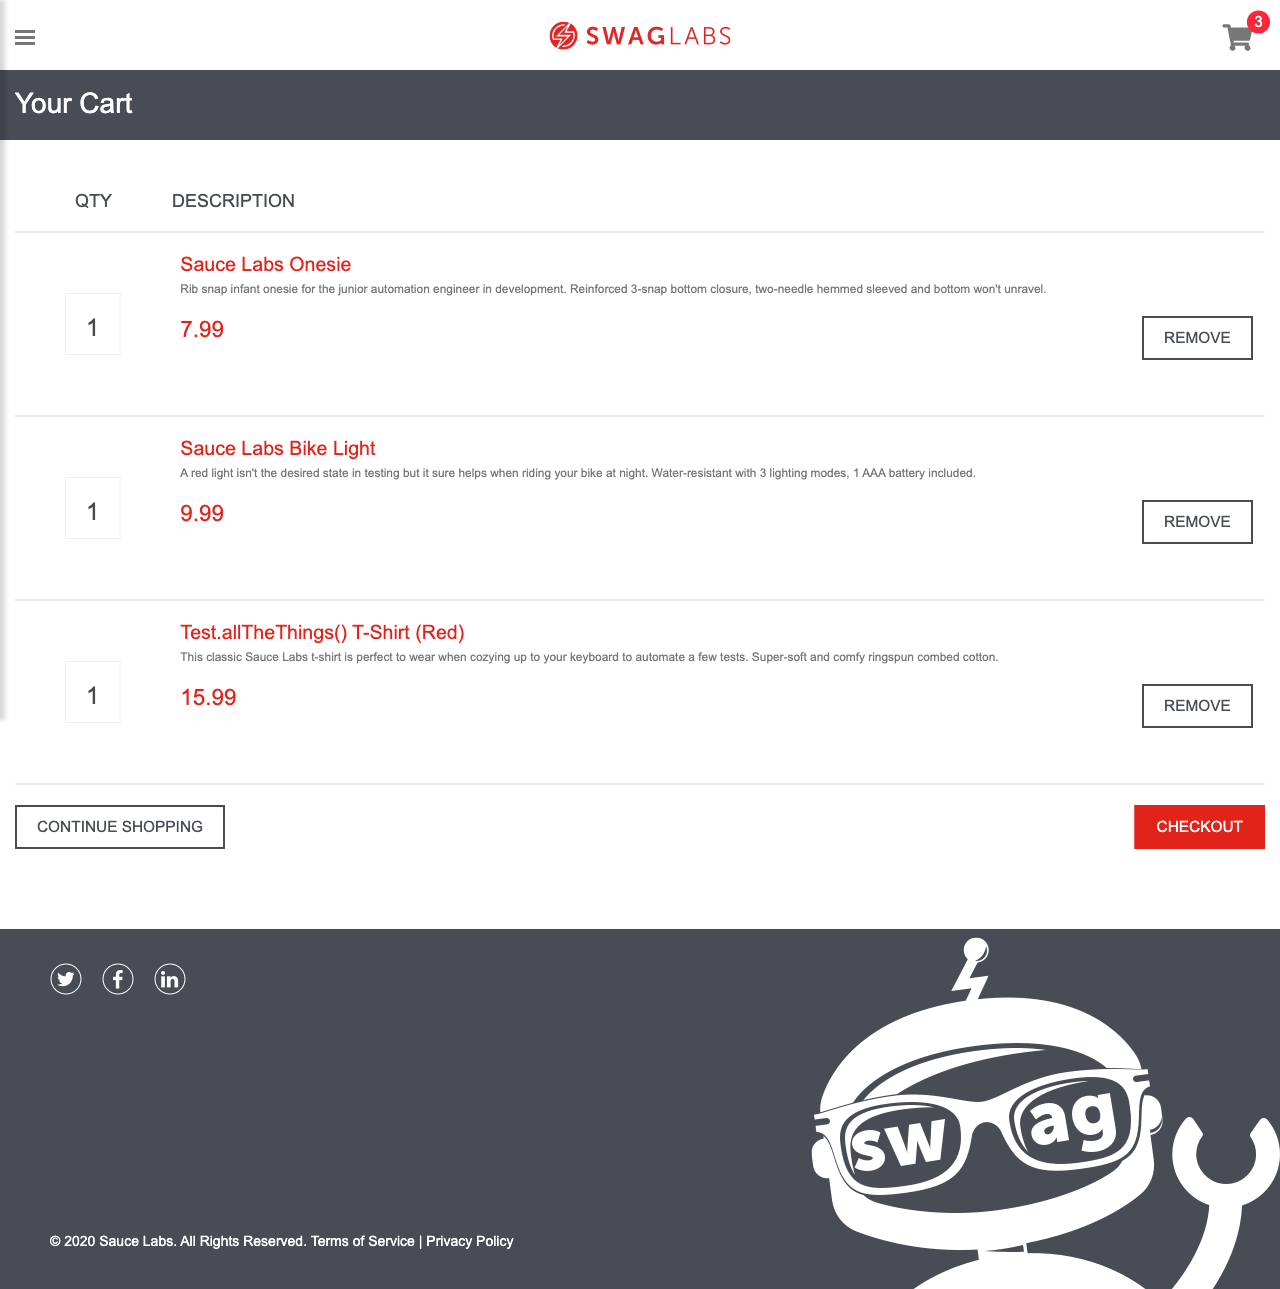 SWAGLABS
3
Your Cart
QTY DESCRIPTION
Sauce Labs Onesie
Rib snap infant onesie for the junior automation engineer in development. Reinforced 3-snap bottom closure, two-needle hemmed sleeved and bottom won't unravel.
1
7.99
REMOVE
Sauce Labs Bike Light
A red light isn't the desired state in testing but it sure helps when riding your bike at night. Water-resistant with 3 lighting modes, 1 AAA battery included.
1
9.99
REMOVE
Test.allTheThings() T-Shirt (Red)
This classic Sauce Labs t-shirt is perfect to wear when cozying up to your keyboard to automate a few tests. Super-soft and comfy ringspun combed cotton.
1
15.99
REMOVE
CONTINUE SHOPPING
CHECKOUT
sw ag
© 2020 Sauce Labs. All Rights Reserved. Terms of Service | Privacy Policy